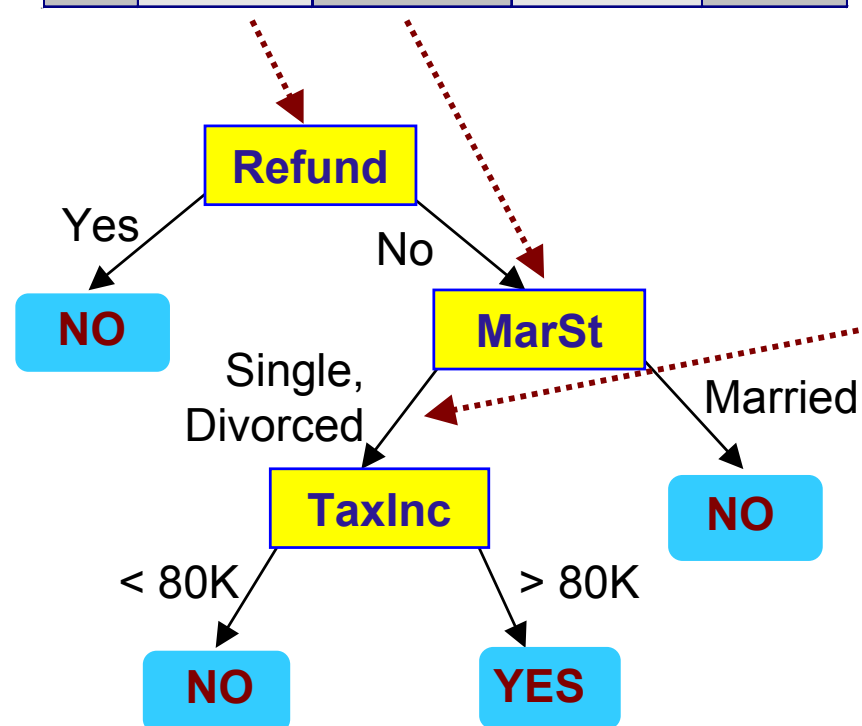 Refund
Yes
No
NO
MarSt
Single,
Divorced
Married
TaxInc
NO
< 80K
> 80K
NO
YES